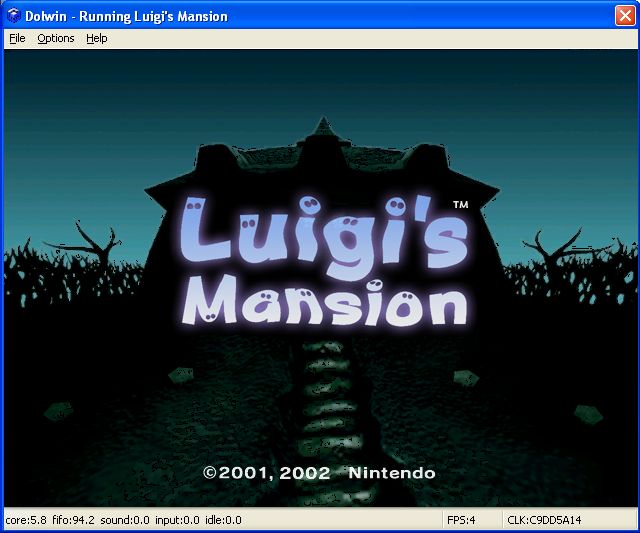 Dolwin - Running Luigi's Mansion
File Options Help
Luigi's™
Mansion
©2001, 2002 Nintendo
core:5.8 fifo:94.2 sound:0.0 input:0.0 idle:0.0 FPS:4 CLK:C9DD5A14